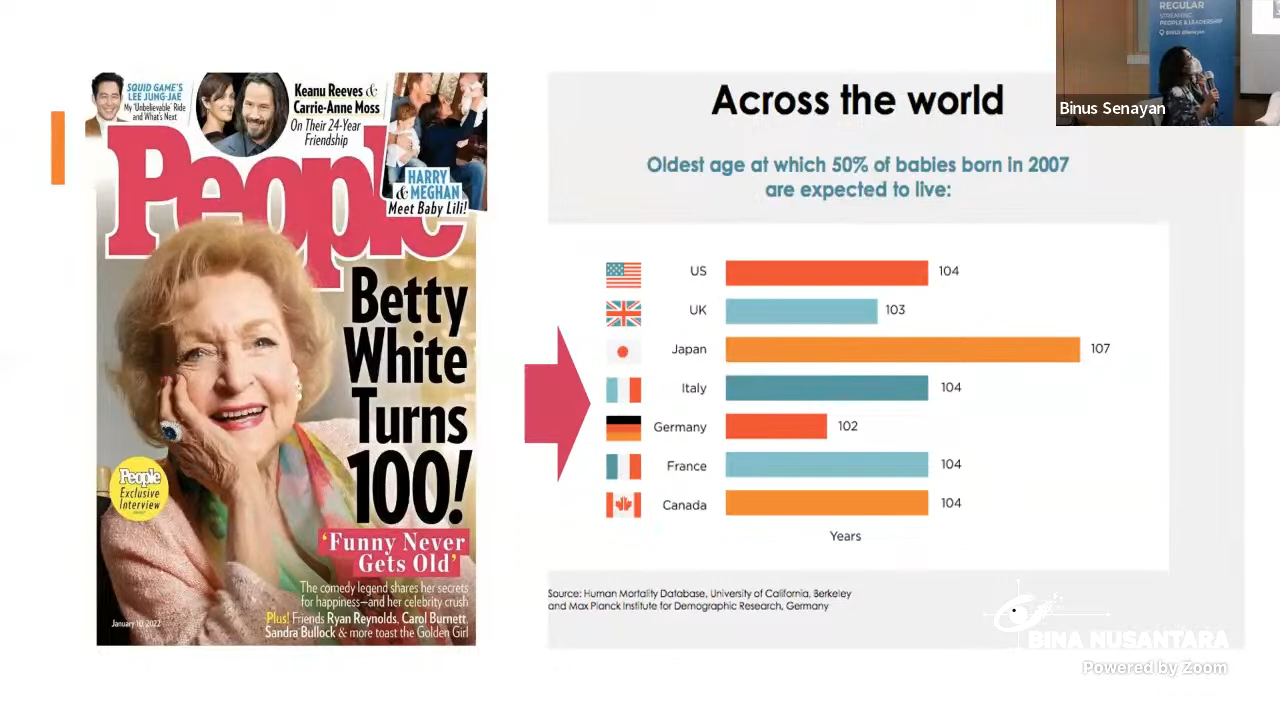 SQUID GAME'S
LEE JUNG-JAE
My 'Unbelievable' Ride
and What's Next
Keanu Reeves &
Carrie-Anne Moss
On Their 24-Year
Friendship
HARRY
& MEGHAN
Meet Baby Lili!
People
Betty
White
Turns
100!
People
Exclusive
Interview
'Funny Never
Gets Old'
The comedy legend shares her secrets
for happiness—and her celebrity crush
Plus! Friends Ryan Reynolds, Carol Burnett,
Sandra Bullock & more toast the Golden Girl
January 10, 2022
Across the world
Oldest age at which 50% of babies born in 2007
are expected to live:
US 104
UK 103
Japan 107
Italy 104
Germany 102
France 104
Canada 104
Years
Source: Human Mortality Database, University of California, Berkeley
and Max Planck Institute for Demographic Research, Germany
REGULAR
STREAMING
PEOPLE & LEADERSHIP
Binus Senayan
BINA NUSANTARA
Powered by Zoom